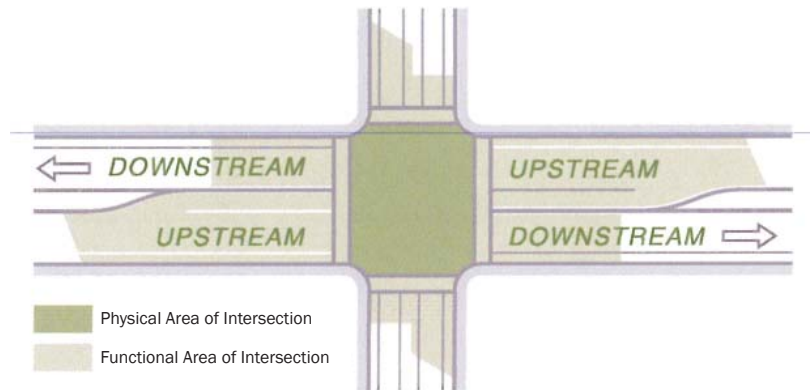 DOWNSTREAM
UPSTREAM
UPSTREAM
DOWNSTREAM
Physical Area of Intersection
Functional Area of Intersection